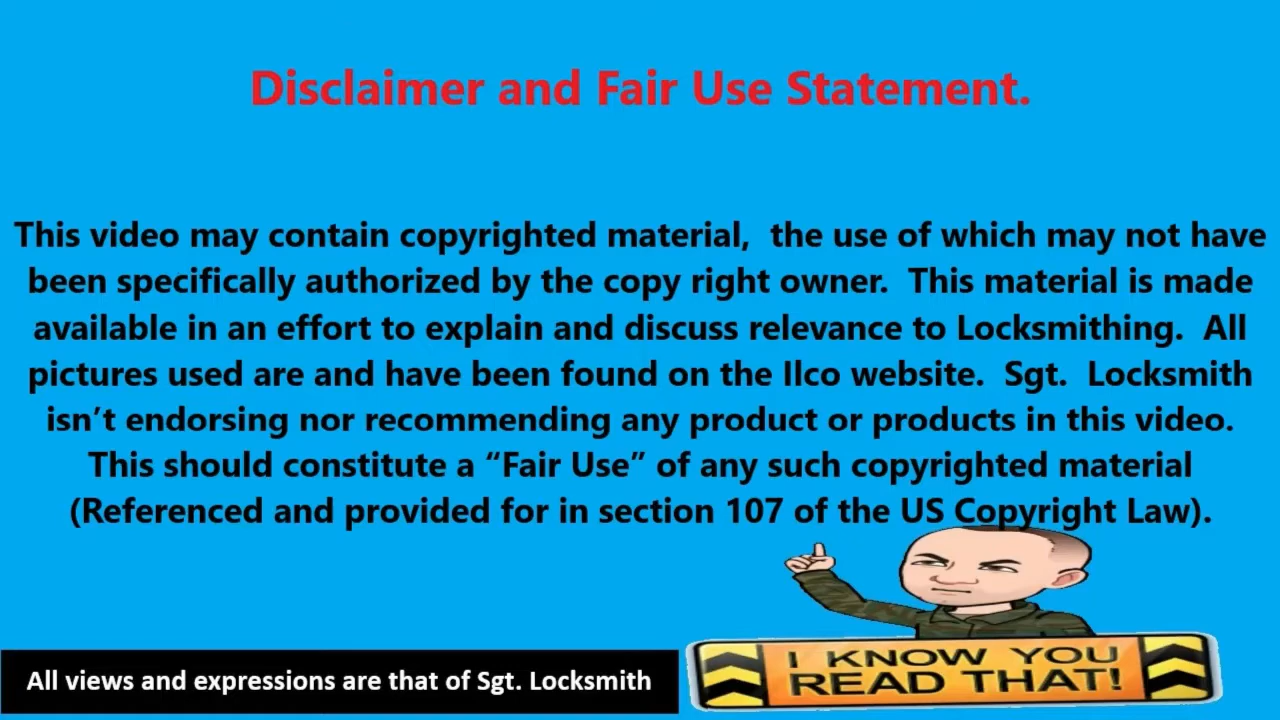 Disclaimer and Fair Use Statement.
This video may contain copyrighted material,  the use of which may not have
been specifically authorized by the copy right owner.  This material is made
available in an effort to explain and discuss relevance to Locksmithing.  All
pictures used are and have been found on the Ilco website.  Sgt.  Locksmith
isn’t endorsing nor recommending any product or products in this video.
This should constitute a “Fair Use” of any such copyrighted material
(Referenced and provided for in section 107 of the US Copyright Law).
All views and expressions are that of Sgt. Locksmith
I KNOW YOU
READ THAT!